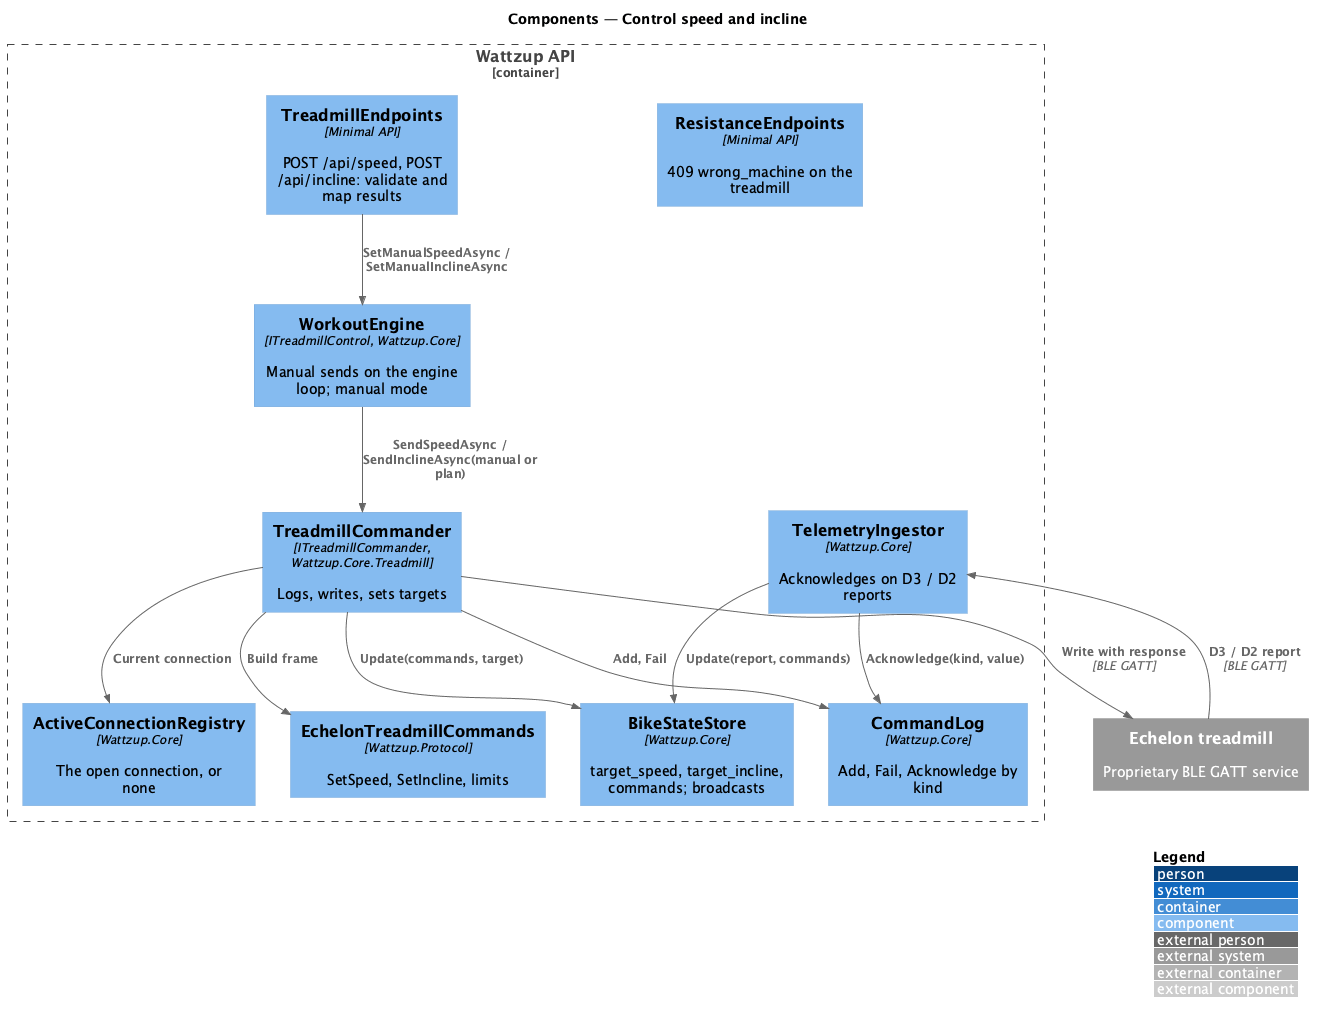 Components — Control speed and incline
Wattzup API
[container]
TreadmillEndpoints
[Minimal API]
POST /api/speed, POST
/api/incline: validate and
map results
ResistanceEndpoints
[Minimal API]
409 wrong_machine on the
treadmill
SetManualSpeedAsync /
SetManualInclineAsync
WorkoutEngine
[ITreadmillControl, Wattzup.Core]
Manual sends on the engine
loop; manual mode
SendSpeedAsync /
SendInclineAsync(manual or
plan)
TreadmillCommander
[ITreadmillCommander,
Wattzup.Core.Treadmill]
Logs, writes, sets targets
TelemetryIngestor
[Wattzup.Core]
Acknowledges on D3 / D2
reports
Current connection
Build frame
Update(commands, target)
Add, Fail
Update(report, commands)
Acknowledge(kind, value)
Write with response
[BLE GATT]
D3 / D2 report
[BLE GATT]
ActiveConnectionRegistry
[Wattzup.Core]
The open connection, or
none
EchelonTreadmillCommands
[Wattzup.Protocol]
SetSpeed, SetIncline, limits
BikeStateStore
[Wattzup.Core]
target_speed, target_incline,
commands; broadcasts
CommandLog
[Wattzup.Core]
Add, Fail, Acknowledge by
kind
Echelon treadmill
Proprietary BLE GATT service
Legend
person
system
container
component
external person
external system
external container
external component